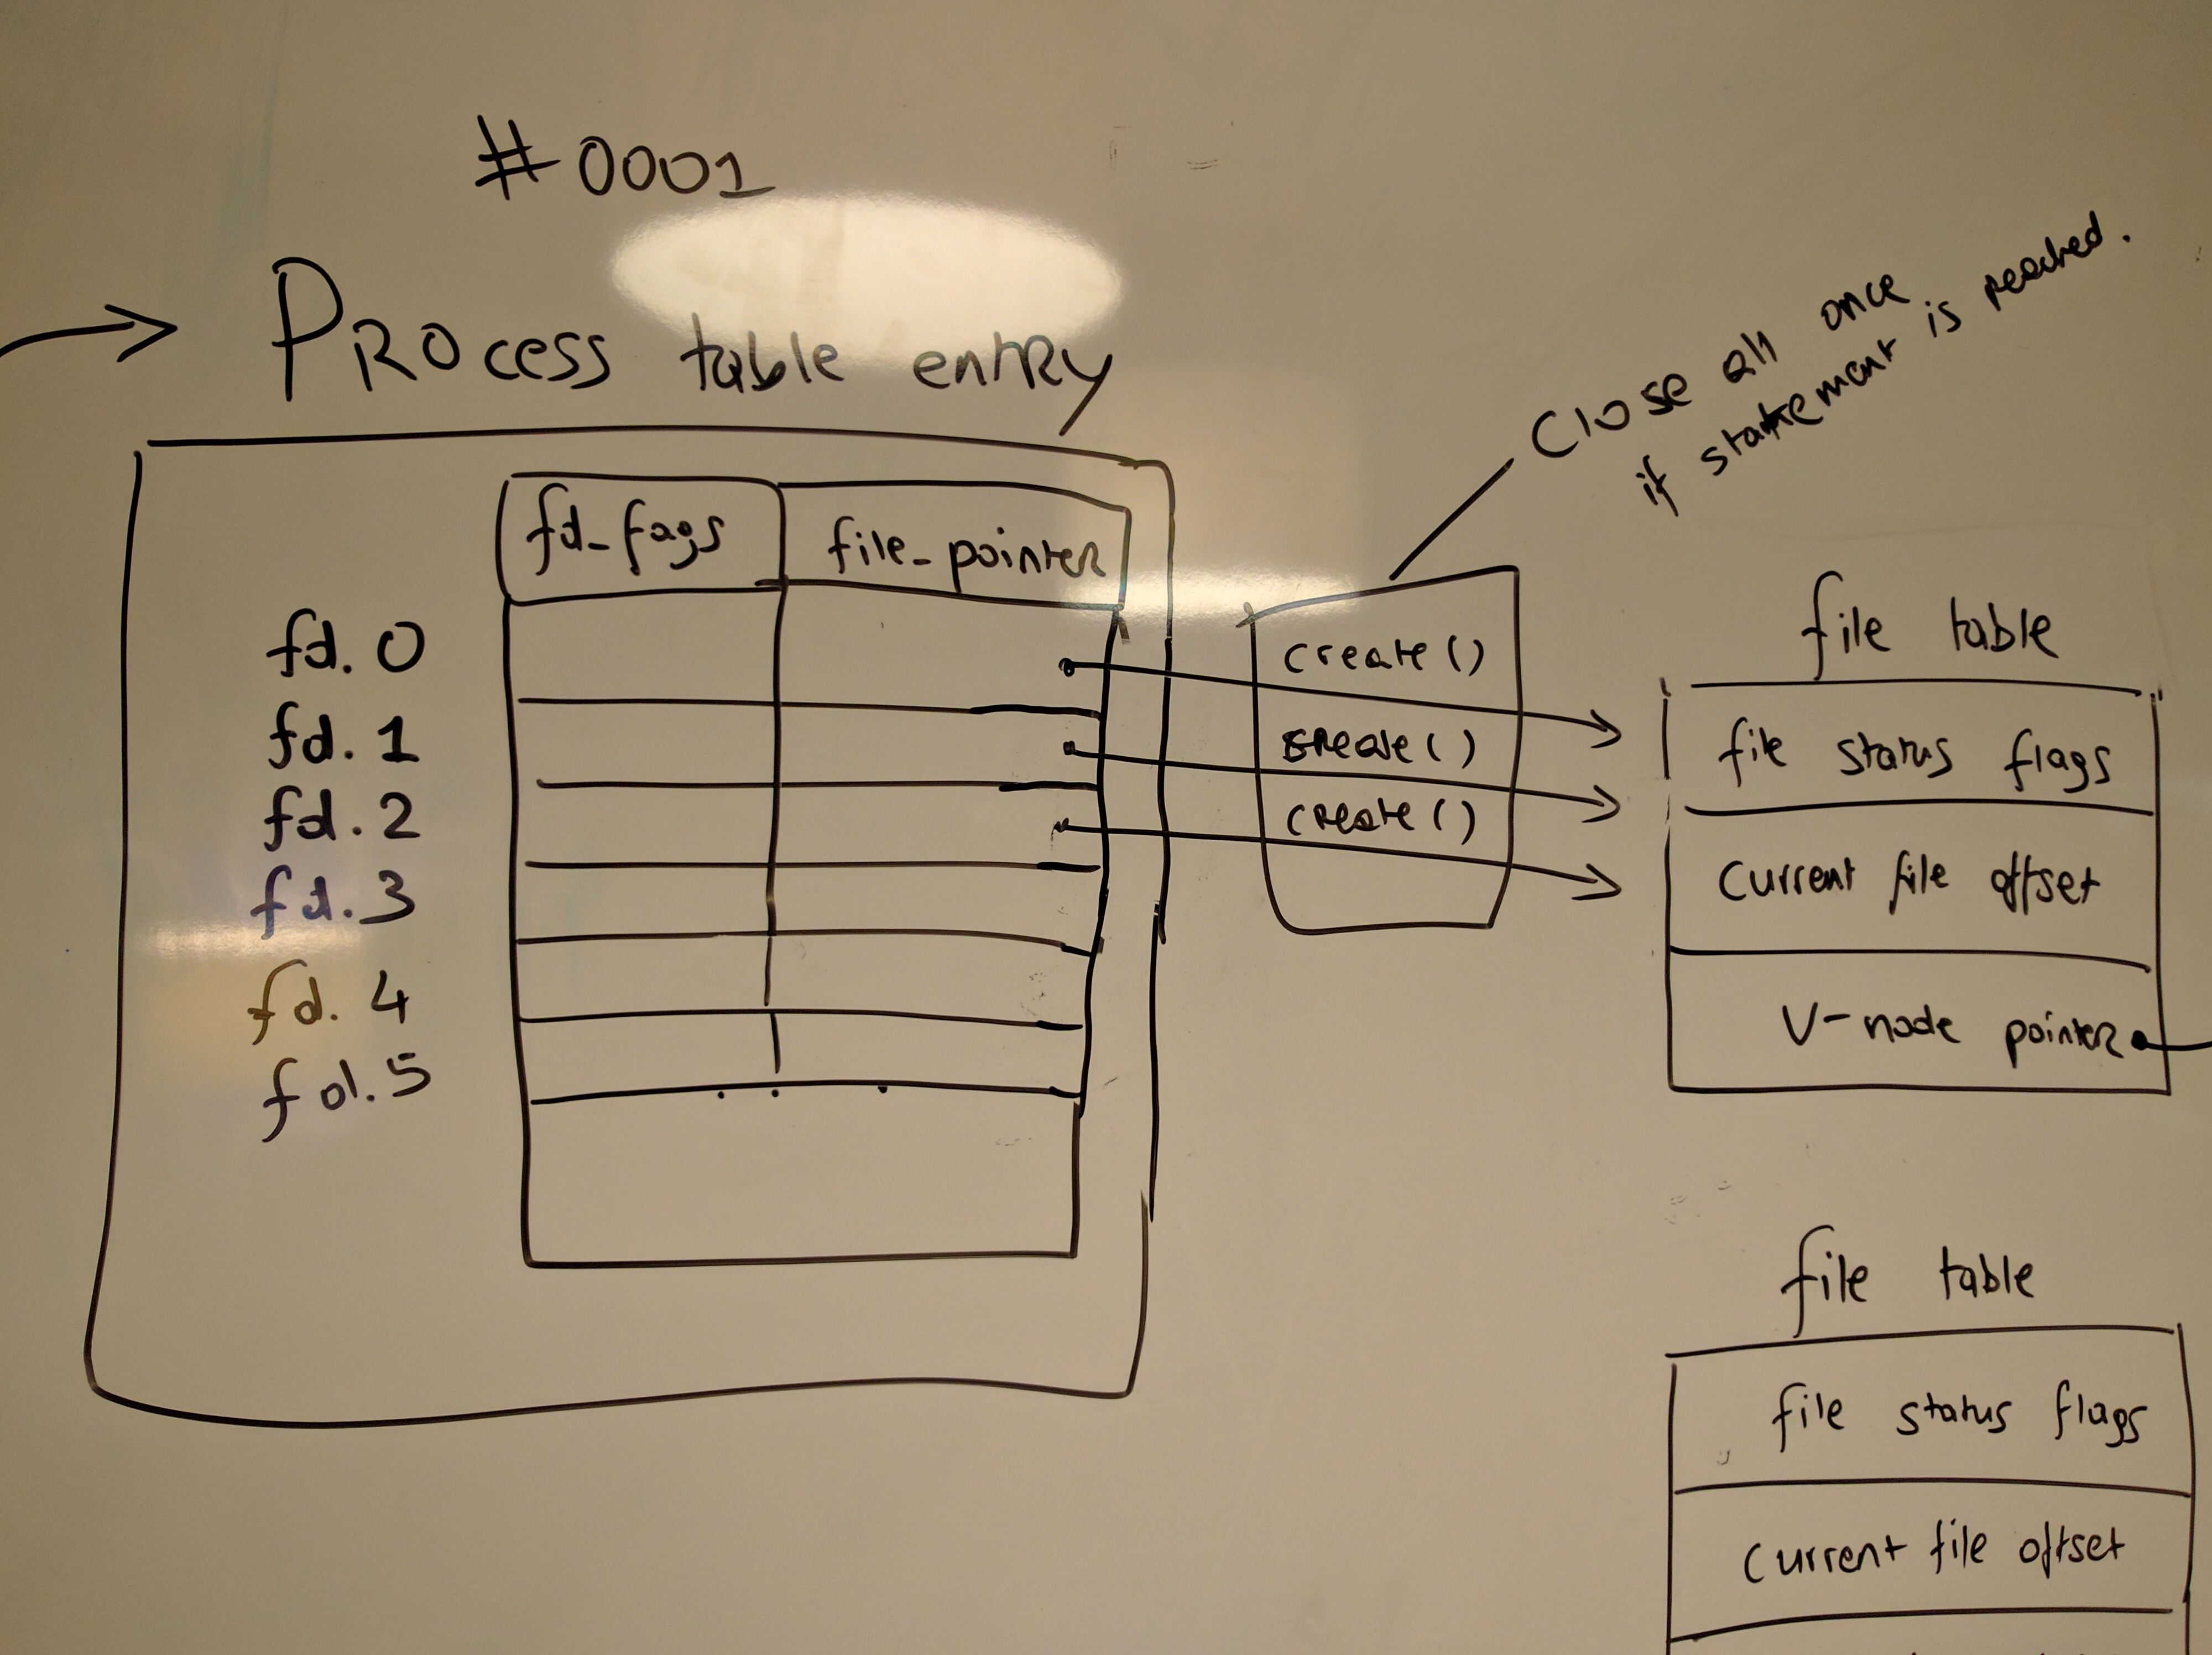 #0001
Process table entry
Close all once
if statement is reached.
fd_fags file_pointer
fd.0
fd.1
fd.2
fd.3
fd.4
fd.5
create()
create()
create()
file table
file status flags
Current file offset
V-node pointer
file table
file status flags
Current file offset